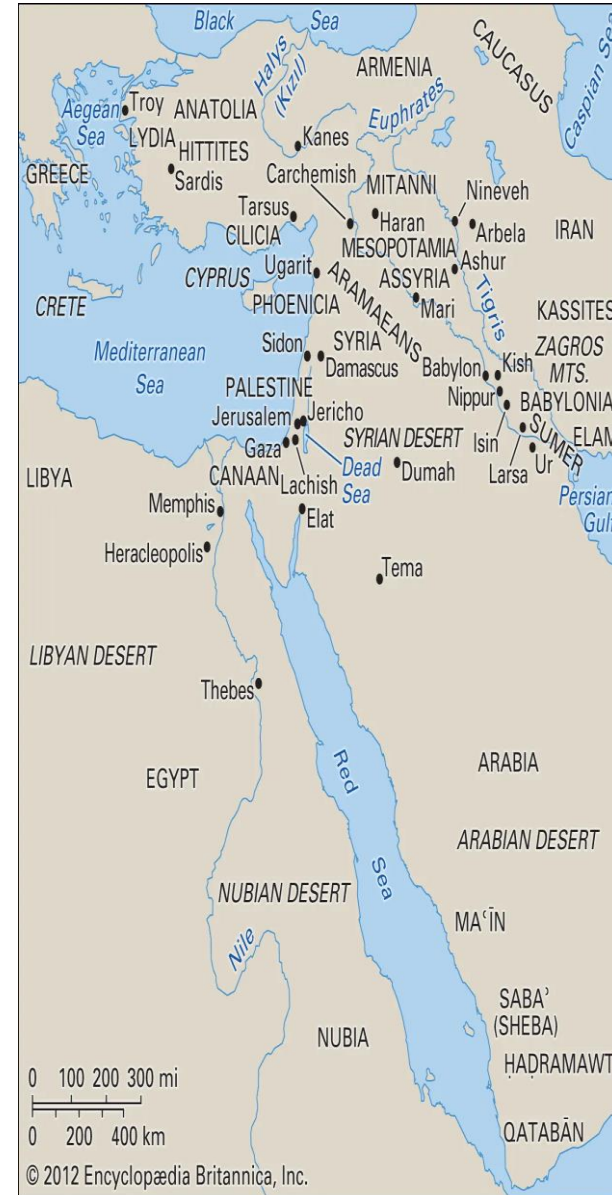 Black Sea
Caspian Sea
CAUCASUS
Halys
(Kızıl)
ARMENIA
Euphrates
Aegean
Sea
Troy
ANATOLIA
LYDIA
HITTITES
Kanes
GREECE
Sardis
Carchemish
MITANNI
Nineveh
Tarsus
Haran
Arbela
IRAN
CILICIA
MESOPOTAMIA
Ashur
CYPRUS
Ugarit
ASSYRIA
CRETE
PHOENICIA
ARAMAEANS
Mari
Tigris
KASSITES
Mediterranean
Sea
Sidon
SYRIA
Damascus
ZAGROS
MTS.
Babylon
Kish
PALESTINE
Nippur
BABYLONIA
Jerusalem
Jericho
SYRIAN DESERT
Isin
SUMER
ELAM
Gaza
Dead
Sea
Dumah
Larsa
Ur
LIBYA
CANAAN
Lachish
Persian
Gulf
Memphis
Elat
Heracleopolis
Tema
LIBYAN DESERT
Thebes
Red Sea
ARABIA
EGYPT
ARABIAN DESERT
NUBIAN DESERT
MAʿĪN
Nile
SABAʾ
(SHEBA)
NUBIA
ḤAḌRAMAWT
0 100 200 300 mi
0 200 400 km
QATABĀN
© 2012 Encyclopædia Britannica, Inc.